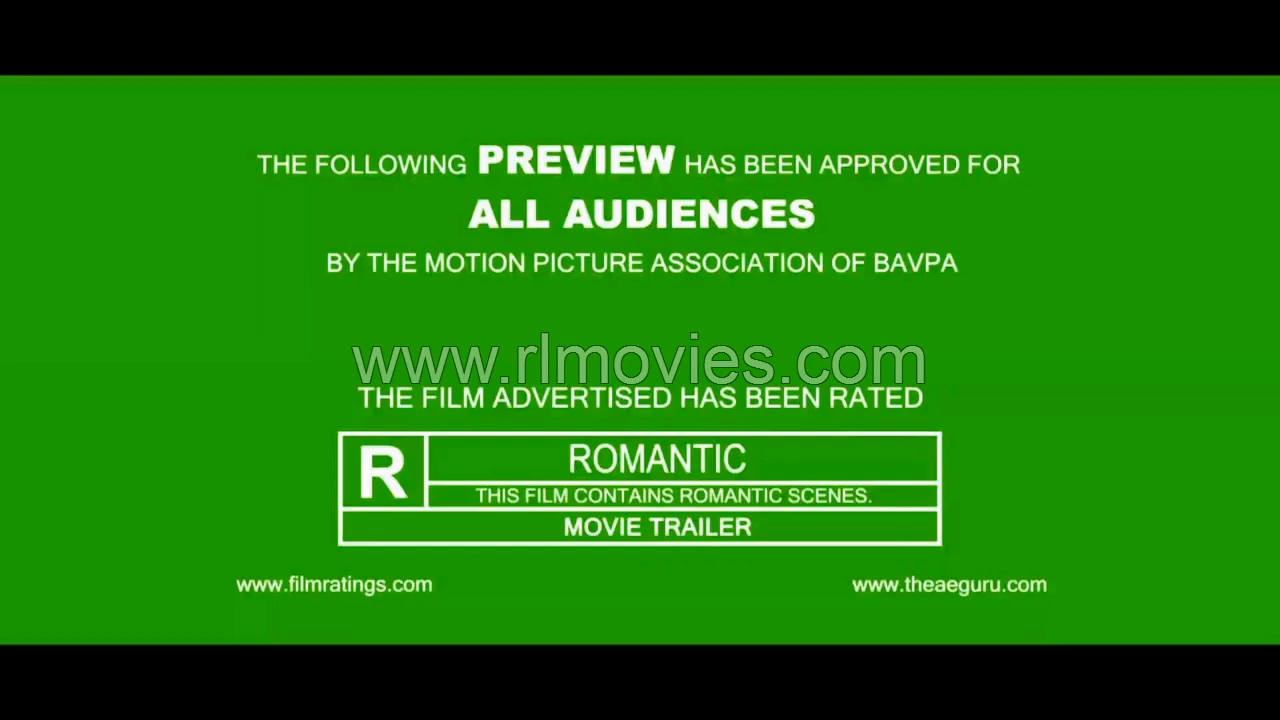 THE FOLLOWING PREVIEW HAS BEEN APPROVED FOR
ALL AUDIENCES
BY THE MOTION PICTURE ASSOCIATION OF BAVPA
www.rlmovies.com
THE FILM ADVERTISED HAS BEEN RATED
R ROMANTIC
THIS FILM CONTAINS ROMANTIC SCENES.
MOVIE TRAILER
www.filmratings.com www.theaeguru.com